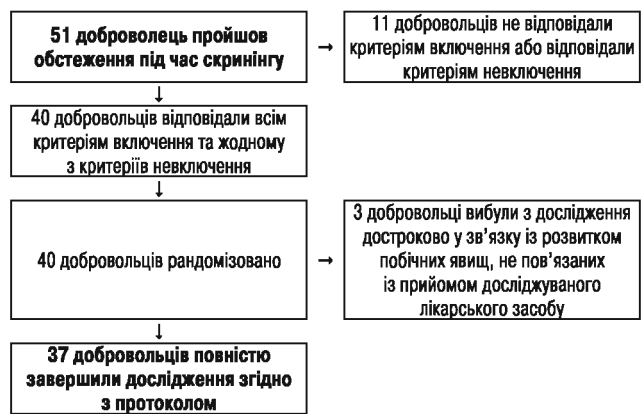 51 доброволець пройшов
обстеження під час скринінгу
→
11 добровольців не відповідали
критеріям включення або відповідали
критеріям невключення
↓
40 добровольців відповідали всім
критеріям включення та жодному
з критеріїв невключення
↓
40 добровольців рандомізовано
→
3 добровольці вибули з дослідження
достроково у зв’язку із розвитком
побічних явищ, не пов’язаних
із прийомом досліджуваного
лікарського засобу
↓
37 добровольців повністю
завершили дослідження згідно
з протоколом